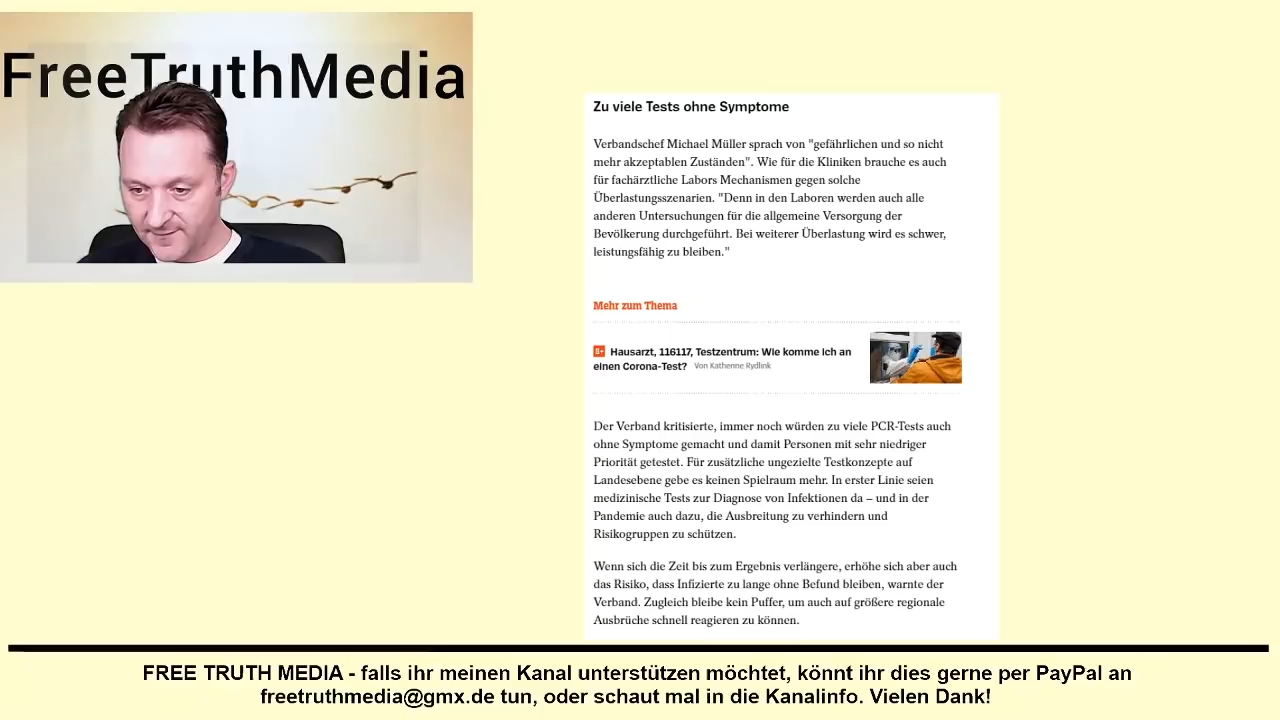 FreeTruthMedia
Zu viele Tests ohne Symptome
Verbandschef Michael Müller sprach von "gefährlichen und so nicht
mehr akzeptablen Zuständen". Wie für die Kliniken brauche es auch
für fachärztliche Labors Mechanismen gegen solche
Überlastungsszenarien. "Denn in den Laboren werden auch alle
anderen Untersuchungen für die allgemeine Versorgung der
Bevölkerung durchgeführt. Bei weiterer Überlastung wird es schwer,
leistungsfähig zu bleiben."
Mehr zum Thema
S+ Hausarzt, 116117, Testzentrum: Wie komme ich an
einen Corona-Test? Von Katherine Rydlink
Der Verband kritisierte, immer noch würden zu viele PCR-Tests auch
ohne Symptome gemacht und damit Personen mit sehr niedriger
Priorität getestet. Für zusätzliche ungezielte Testkonzepte auf
Landesebene gebe es keinen Spielraum mehr. In erster Linie seien
medizinische Tests zur Diagnose von Infektionen da – und in der
Pandemie auch dazu, die Ausbreitung zu verhindern und
Risikogruppen zu schützen.
Wenn sich die Zeit bis zum Ergebnis verlängere, erhöhe sich aber auch
das Risiko, dass Infizierte zu lange ohne Befund bleiben, warnte der
Verband. Zugleich bleibe kein Puffer, um auch auf größere regionale
Ausbrüche schnell reagieren zu können.
FREE TRUTH MEDIA - falls ihr meinen Kanal unterstützen möchtet, könnt ihr dies gerne per PayPal an
freetruthmedia@gmx.de tun, oder schaut mal in die Kanalinfo. Vielen Dank!